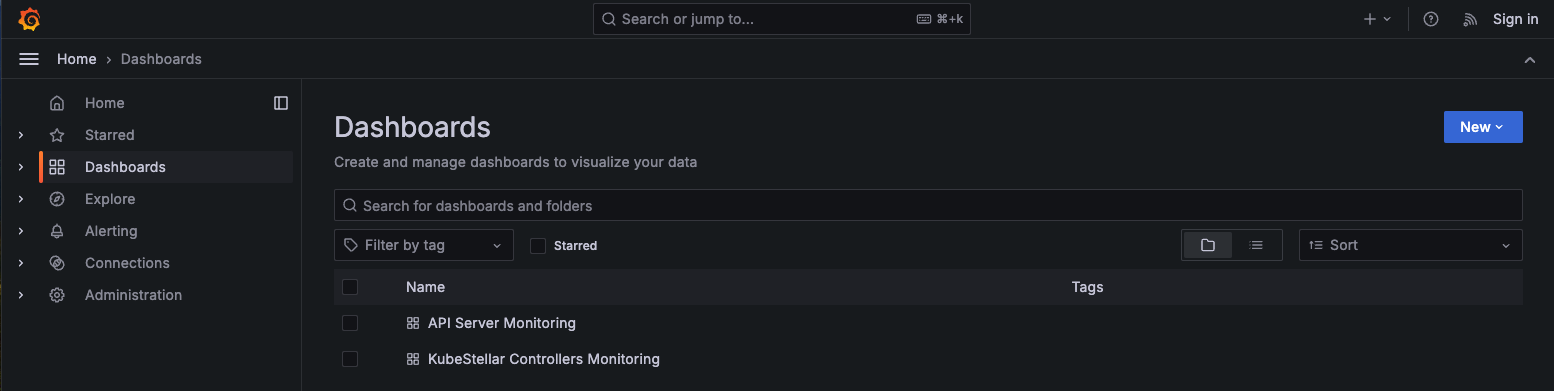 Search or jump to... ⌘+k
Sign in
Home › Dashboards
Home
Starred
Dashboards
Explore
Alerting
Connections
Administration
Dashboards
New
Create and manage dashboards to visualize your data
Search for dashboards and folders
Filter by tag
Starred
Sort
Name Tags
API Server Monitoring
KubeStellar Controllers Monitoring